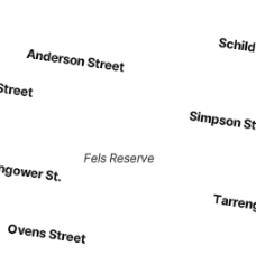 Schild
Anderson Street
Street
Simpson St
Fels Reserve
ngower St.
Tarreng
Ovens Street